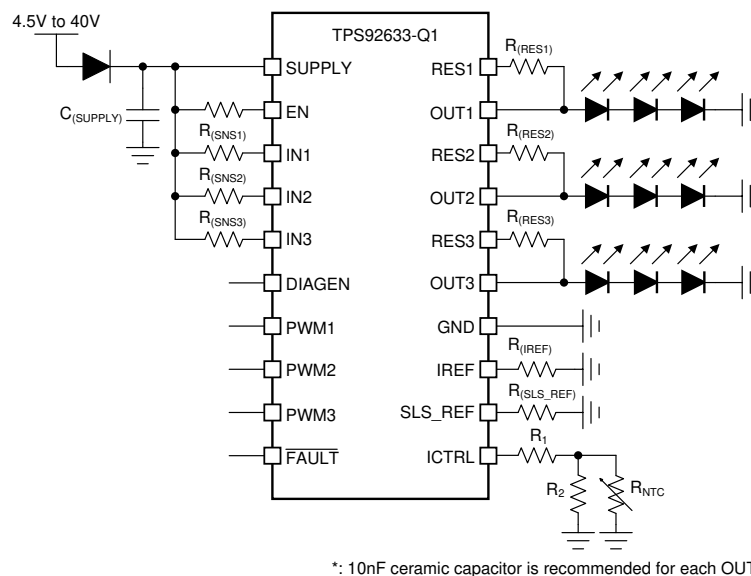 4.5V to 40V
TPS92633-Q1
C(SUPPLY)
R(SNS1)
R(SNS2)
R(SNS3)
SUPPLY
EN
IN1
IN2
IN3
DIAGEN
PWM1
PWM2
PWM3
FAULT
RES1
OUT1
RES2
OUT2
RES3
OUT3
GND
IREF
SLS_REF
ICTRL
R(RES1)
R(RES2)
R(RES3)
R(IREF)
R(SLS_REF)
R1
R2
RNTC
*: 10nF ceramic capacitor is recommended for each OUT